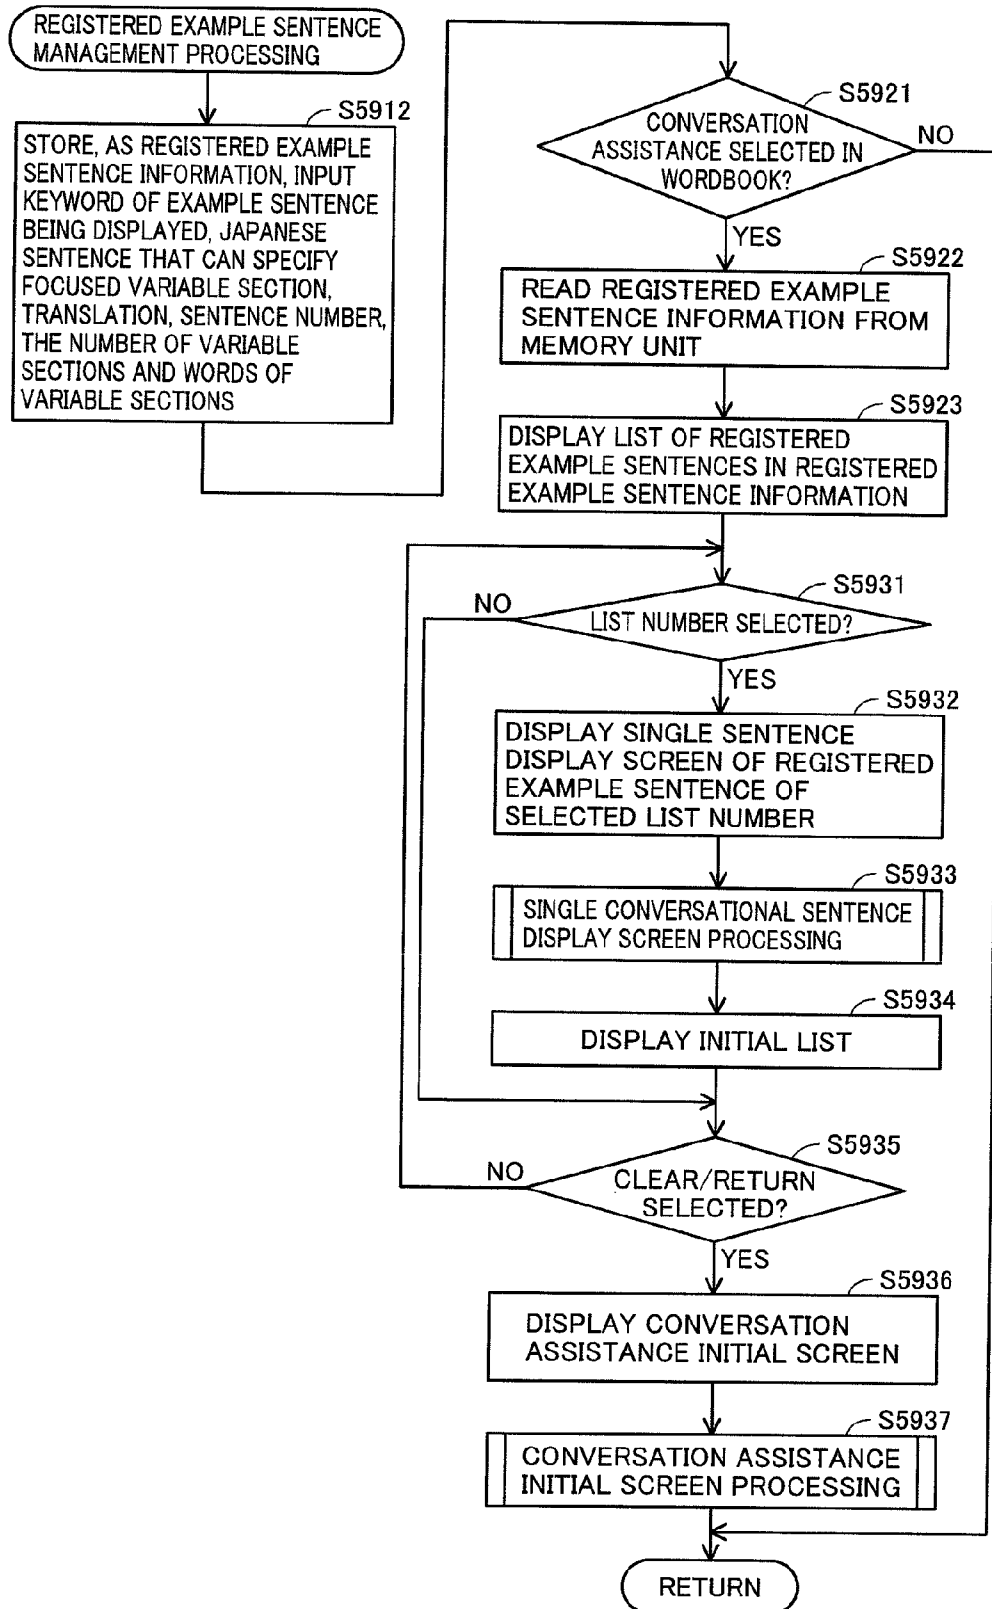 REGISTERED EXAMPLE SENTENCE
MANAGEMENT PROCESSING
S5912
STORE, AS REGISTERED EXAMPLE
SENTENCE INFORMATION, INPUT
KEYWORD OF EXAMPLE SENTENCE
BEING DISPLAYED, JAPANESE
SENTENCE THAT CAN SPECIFY
FOCUSED VARIABLE SECTION,
TRANSLATION, SENTENCE NUMBER,
THE NUMBER OF VARIABLE
SECTIONS AND WORDS OF
VARIABLE SECTIONS
S5921
CONVERSATION
ASSISTANCE SELECTED IN
WORDBOOK?
NO
YES
S5922
READ REGISTERED EXAMPLE
SENTENCE INFORMATION FROM
MEMORY UNIT
S5923
DISPLAY LIST OF REGISTERED
EXAMPLE SENTENCES IN REGISTERED
EXAMPLE SENTENCE INFORMATION
S5931
NO
LIST NUMBER SELECTED?
YES
S5932
DISPLAY SINGLE SENTENCE
DISPLAY SCREEN OF REGISTERED
EXAMPLE SENTENCE OF
SELECTED LIST NUMBER
S5933
SINGLE CONVERSATIONAL SENTENCE
DISPLAY SCREEN PROCESSING
S5934
DISPLAY INITIAL LIST
S5935
NO
CLEAR/RETURN
SELECTED?
YES
S5936
DISPLAY CONVERSATION
ASSISTANCE INITIAL SCREEN
S5937
CONVERSATION ASSISTANCE
INITIAL SCREEN PROCESSING
RETURN